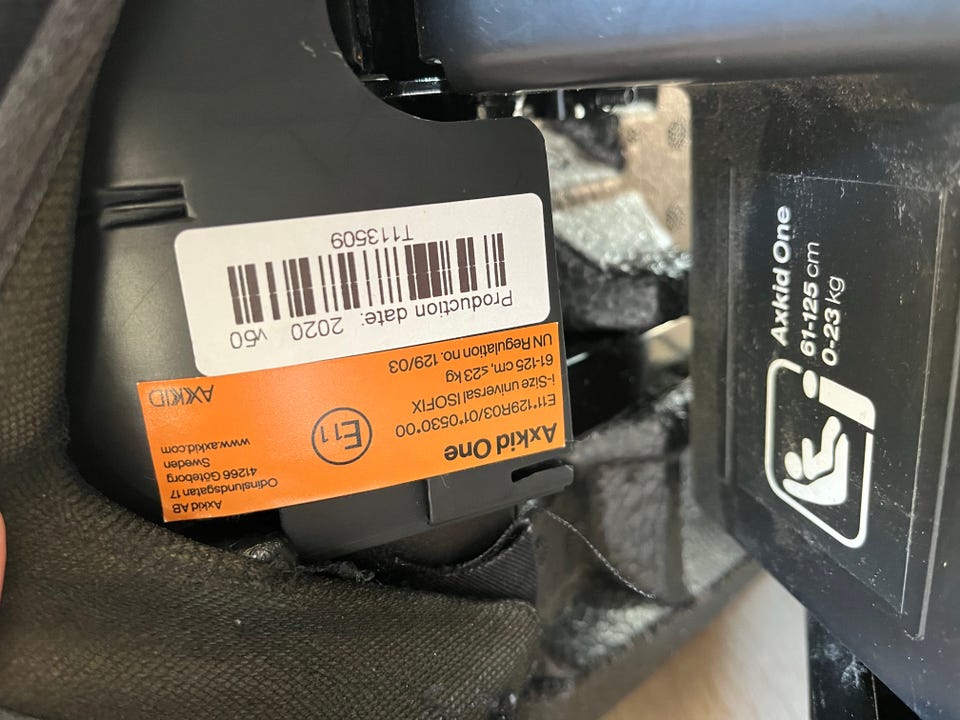 Axkid One
E11*129R03/01*0530*00
i-Size universal ISOFIX
61-125 cm, ≤23 kg
UN Regulation no. 129/03
E11
Axkid AB
Odinslundsgatan 17
41266 Göteborg
Sweden
www.axkid.com
AXKID
Production date: 2020 v50
T113509
Axkid One
61-125 cm
0-23 kg
i